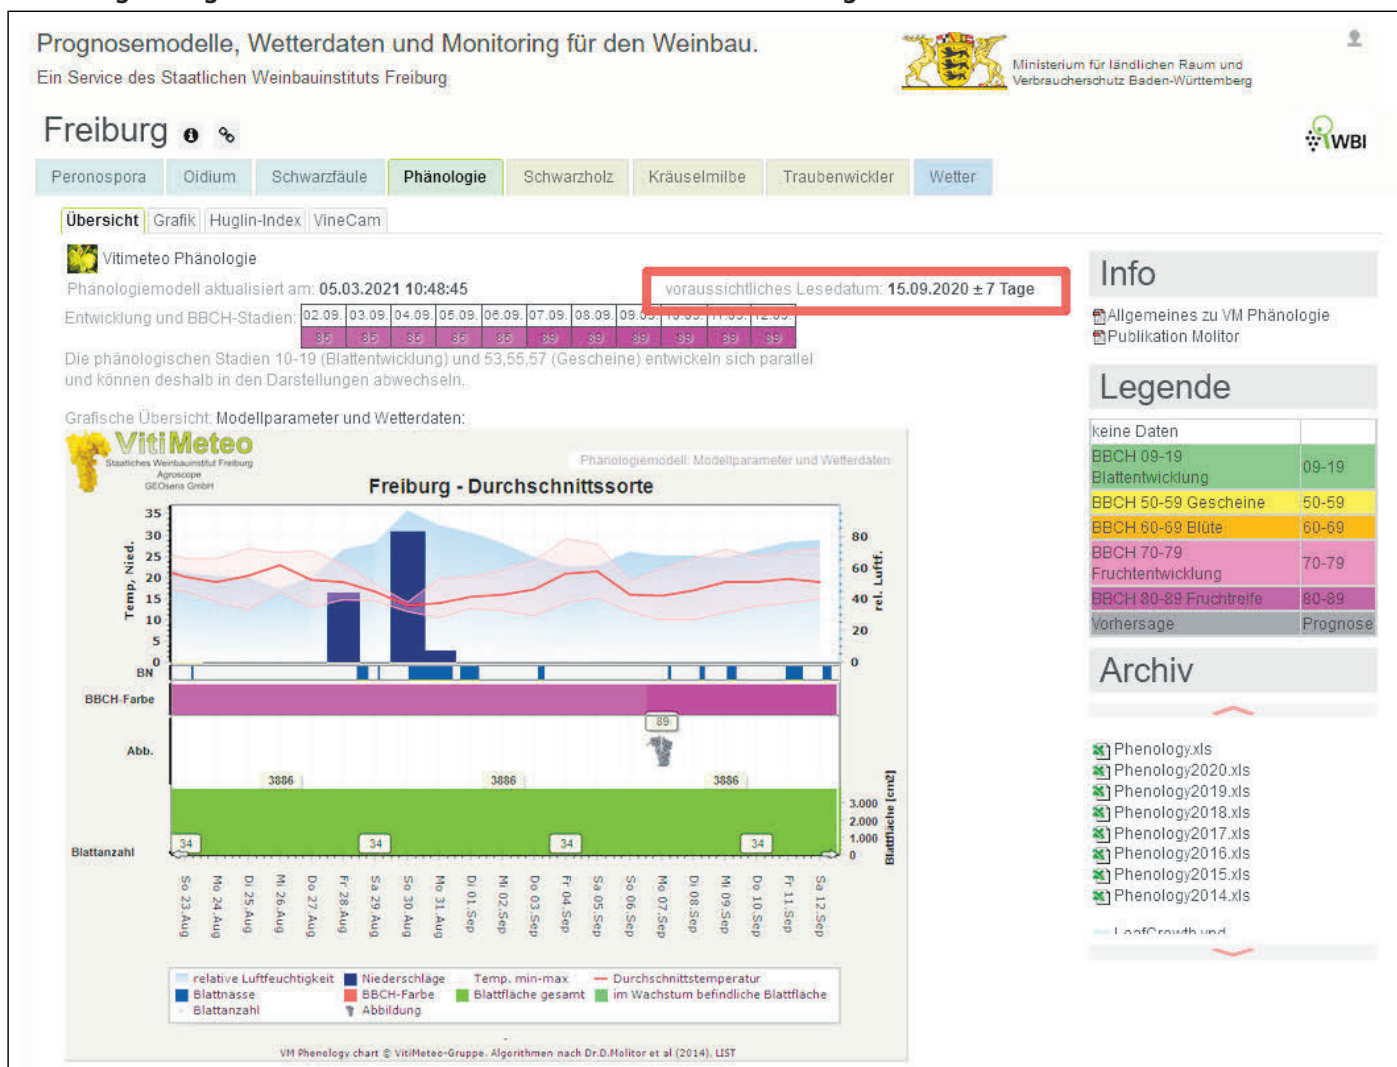 Prognosemodelle, Wetterdaten und Monitoring für den Weinbau.
Ein Service des Staatlichen Weinbauinstituts Freiburg
Ministerium für ländlichen Raum und
Verbraucherschutz Baden-Württemberg
Freiburg
WBI
Peronospora Oidium Schwarzfäule Phänologie Schwarzholz Kräuselmilbe Traubenwickler Wetter
Übersicht Grafik Huglin-Index VineCam
Vitimeteo Phänologie
Phänologiemodell aktualisiert am: 05.03.2021 10:48:45
voraussichtliches Lesedatum: 15.09.2020 ± 7 Tage
Entwicklung und BBCH-Stadien: 02.09. 03.09. 04.09. 05.09. 06.09. 07.09. 08.09. 09.09. 10.09. 11.09. 12.09.
85 85 85 85 85 89 89 89 89 89 89
Die phänologischen Stadien 10-19 (Blattentwicklung) und 53,55,57 (Gescheine) entwickeln sich parallel
und können deshalb in den Darstellungen abwechseln.
Grafische Übersicht: Modellparameter und Wetterdaten:
VitiMeteo
Staatliches Weinbauinstitut Freiburg
Agroscope
GEOsens GmbH
Phänologiemodell: Modellparameter und Wetterdaten
Freiburg - Durchschnittssorte
Temp, Nied.
35
30
25
20
15
10
5
0
80
60
40
20
0
rel. Luftf.
BN
BBCH-Farbe
89
Abb.
3886 3886 3886
Blattanzahl
34 34 34 34
3.000
2.000
1.000
0
Blattfläche [cm2]
So 23.Aug
Mo 24.Aug
Di 25.Aug
Mi 26.Aug
Do 27.Aug
Fr 28.Aug
Sa 29.Aug
So 30.Aug
Mo 31.Aug
Di 01.Sep
Mi 02.Sep
Do 03.Sep
Fr 04.Sep
Sa 05.Sep
So 06.Sep
Mo 07.Sep
Di 08.Sep
Mi 09.Sep
Do 10.Sep
Fr 11.Sep
Sa 12.Sep
relative Luftfeuchtigkeit Niederschläge Temp. min-max Durchschnittstemperatur
Blattnässe BBCH-Farbe Blattfläche gesamt im Wachstum befindliche Blattfläche
Blattanzahl Abbildung
VM Phenology chart © VitiMeteo-Gruppe. Algorithmen nach Dr.D.Molitor et al (2014). LIST
Info
Allgemeines zu VM Phänologie
Publikation Molitor
Legende
keine Daten
BBCH 09-19
Blattentwicklung 09-19
BBCH 50-59 Gescheine 50-59
BBCH 60-69 Blüte 60-69
BBCH 70-79
Fruchtentwicklung 70-79
BBCH 80-89 Fruchtreife 80-89
Vorhersage Prognose
Archiv
Phenology.xls
Phenology2020.xls
Phenology2019.xls
Phenology2018.xls
Phenology2017.xls
Phenology2016.xls
Phenology2015.xls
Phenology2014.xls